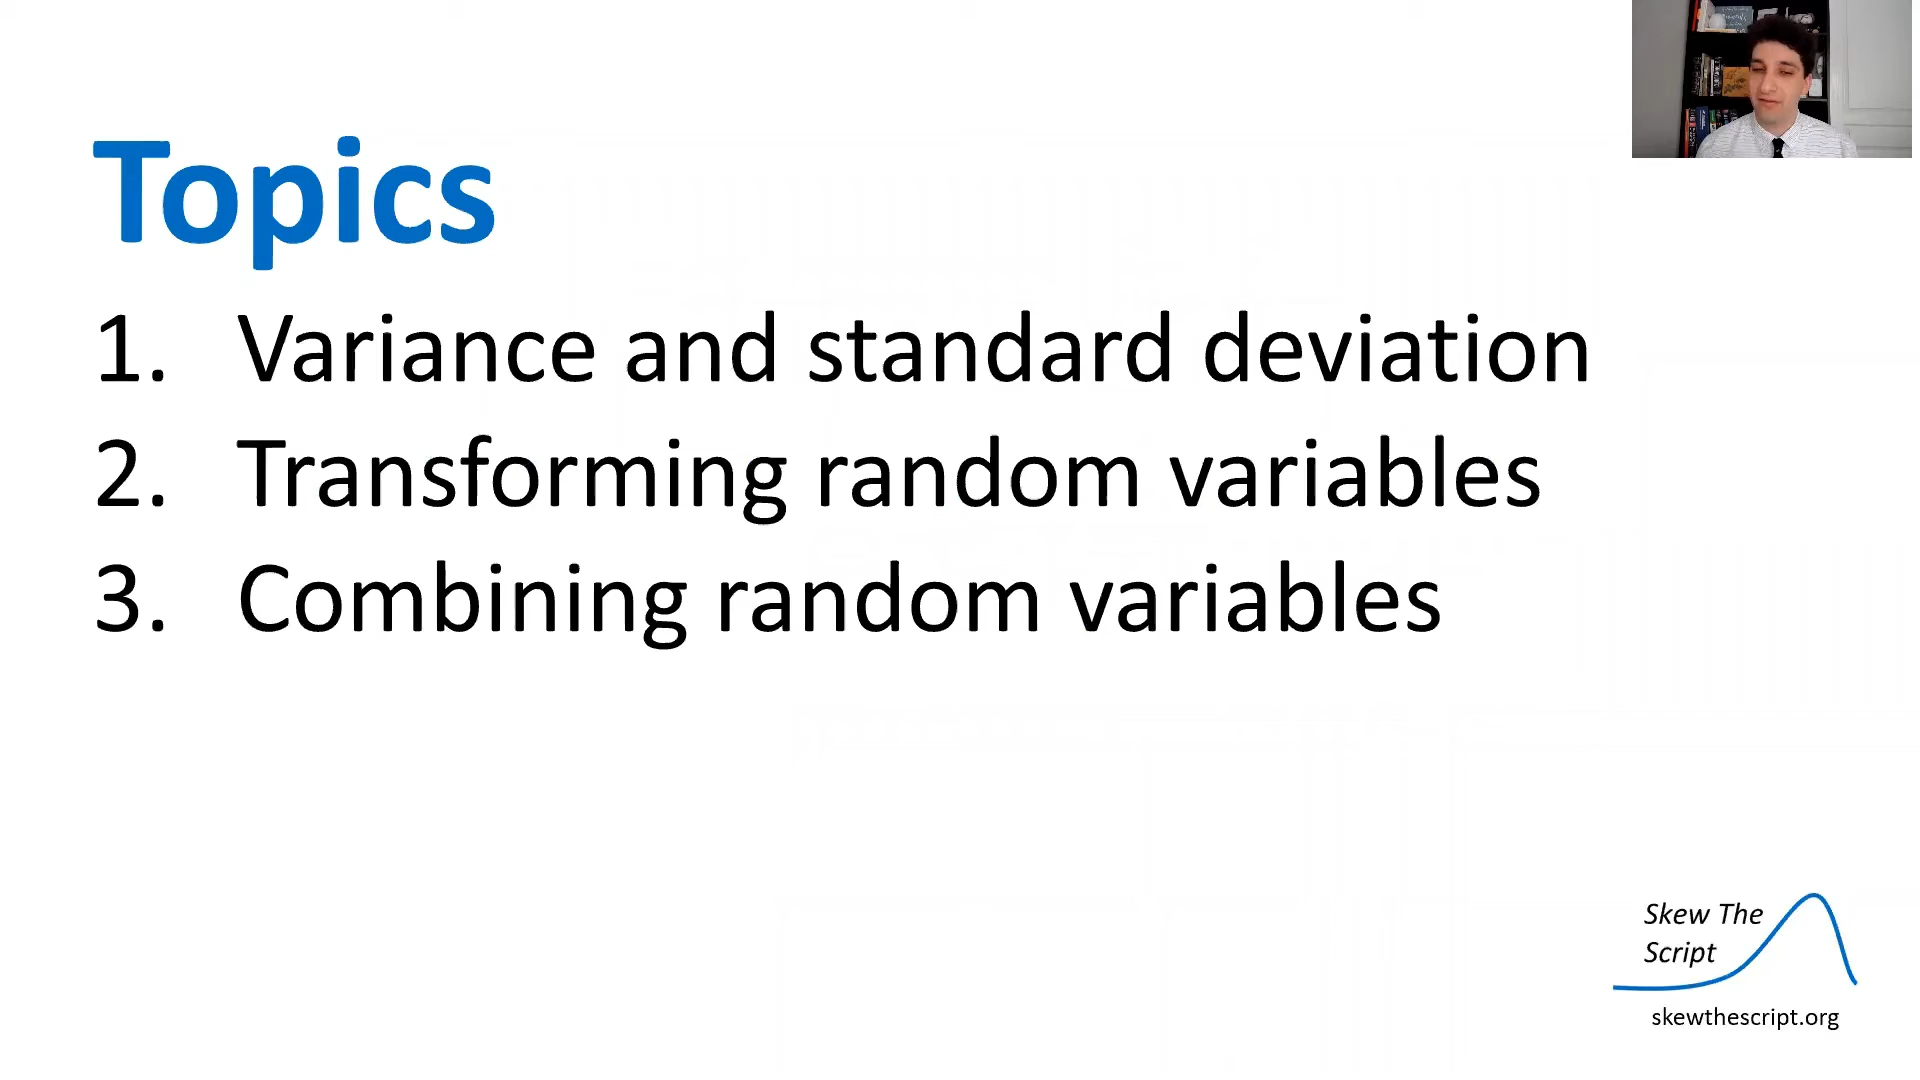 Topics
1. Variance and standard deviation
2. Transforming random variables
3. Combining random variables
Skew The
Script
skewthescript.org